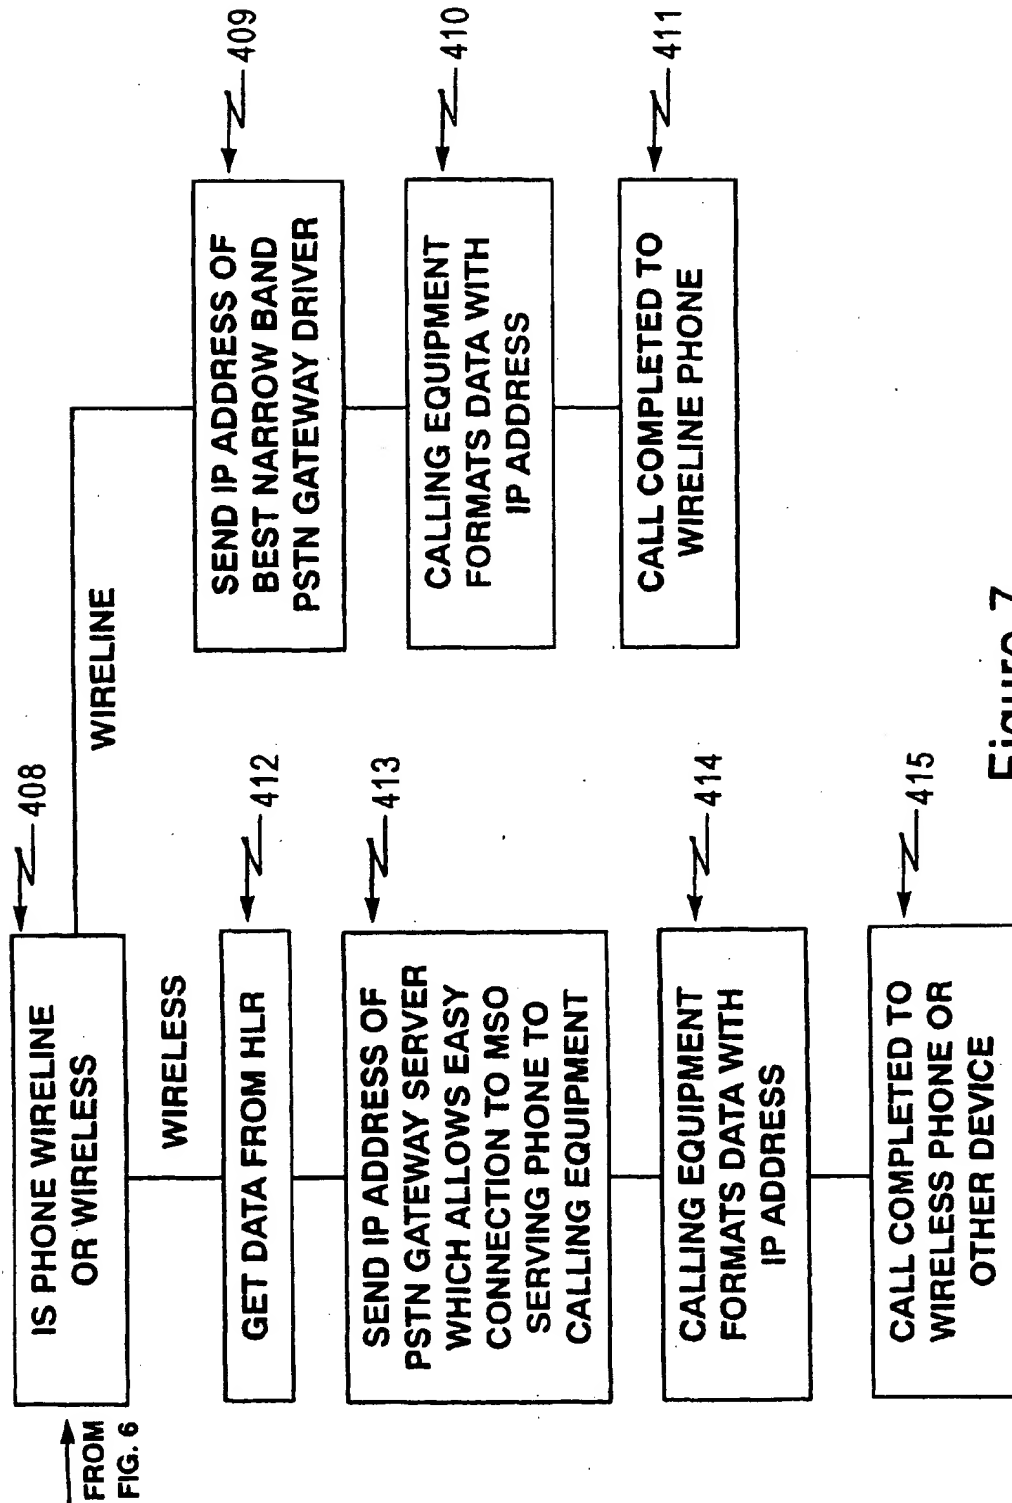 FROM
FIG. 6
IS PHONE WIRELINE
OR WIRELESS
408
WIRELINE
WIRELESS
SEND IP ADDRESS OF
BEST NARROW BAND
PSTN GATEWAY DRIVER
409
CALLING EQUIPMENT
FORMATS DATA WITH
IP ADDRESS
410
CALL COMPLETED TO
WIRELINE PHONE
411
GET DATA FROM HLR
412
SEND IP ADDRESS OF
PSTN GATEWAY SERVER
WHICH ALLOWS EASY
CONNECTION TO MSO
SERVING PHONE TO
CALLING EQUIPMENT
413
CALLING EQUIPMENT
FORMATS DATA WITH
IP ADDRESS
414
CALL COMPLETED TO
WIRELESS PHONE OR
OTHER DEVICE
415
Figure 7